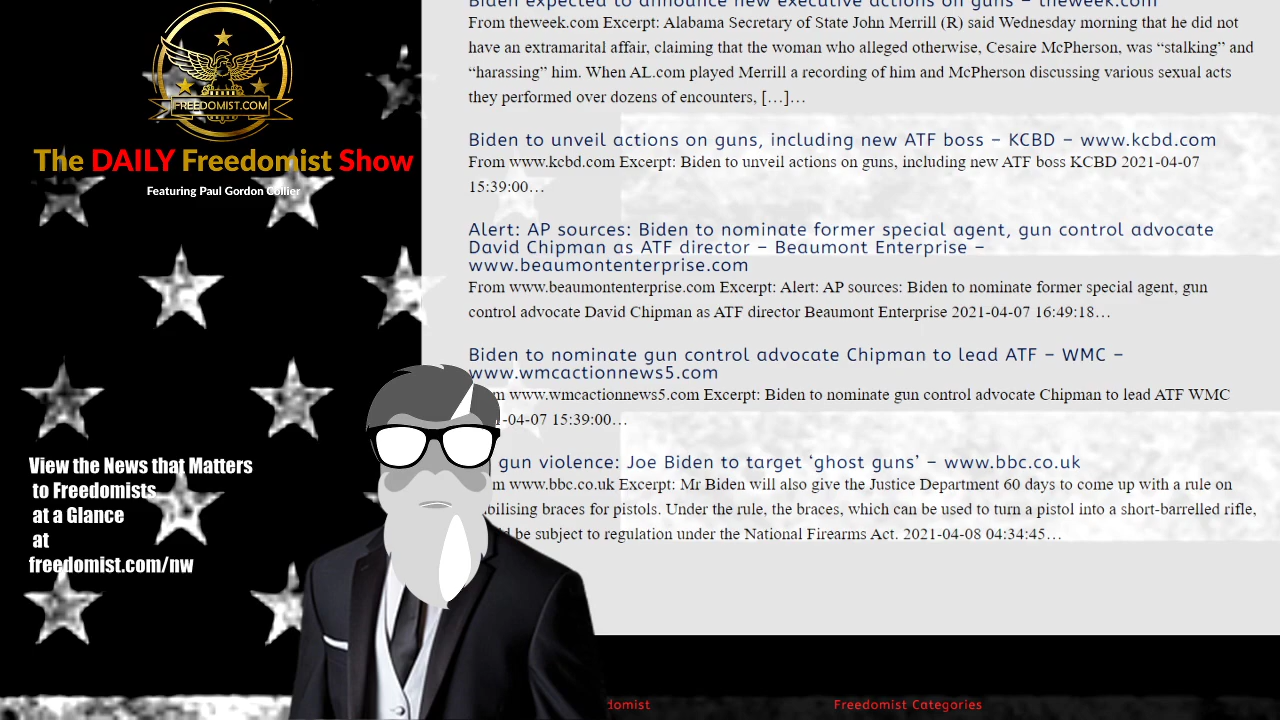 FREEDOMIST.COM
The DAILY Freedomist Show
Featuring Paul Gordon Collier
View the News that Matters
to Freedomists
at a Glance
at
freedomist.com/nw
Biden expected to announce new executive actions on guns – theweek.com
From theweek.com Excerpt: Alabama Secretary of State John Merrill (R) said Wednesday morning that he did not
have an extramarital affair, claiming that the woman who alleged otherwise, Cesaire McPherson, was “stalking” and
“harassing” him. When AL.com played Merrill a recording of him and McPherson discussing various sexual acts
they performed over dozens of encounters, […]…
Biden to unveil actions on guns, including new ATF boss – KCBD – www.kcbd.com
From www.kcbd.com Excerpt: Biden to unveil actions on guns, including new ATF boss KCBD 2021-04-07
15:39:00…
Alert: AP sources: Biden to nominate former special agent, gun control advocate
David Chipman as ATF director – Beaumont Enterprise –
www.beaumontenterprise.com
From www.beaumontenterprise.com Excerpt: Alert: AP sources: Biden to nominate former special agent, gun
control advocate David Chipman as ATF director Beaumont Enterprise 2021-04-07 16:49:18…
Biden to nominate gun control advocate Chipman to lead ATF – WMC –
www.wmcactionnews5.com
www.wmcactionnews5.com Excerpt: Biden to nominate gun control advocate Chipman to lead ATF WMC
-04-07 15:39:00…
gun violence: Joe Biden to target ‘ghost guns’ – www.bbc.co.uk
www.bbc.co.uk Excerpt: Mr Biden will also give the Justice Department 60 days to come up with a rule on
bilising braces for pistols. Under the rule, the braces, which can be used to turn a pistol into a short-barrelled rifle,
be subject to regulation under the National Firearms Act. 2021-04-08 04:34:45…
domist
Freedomist Categories